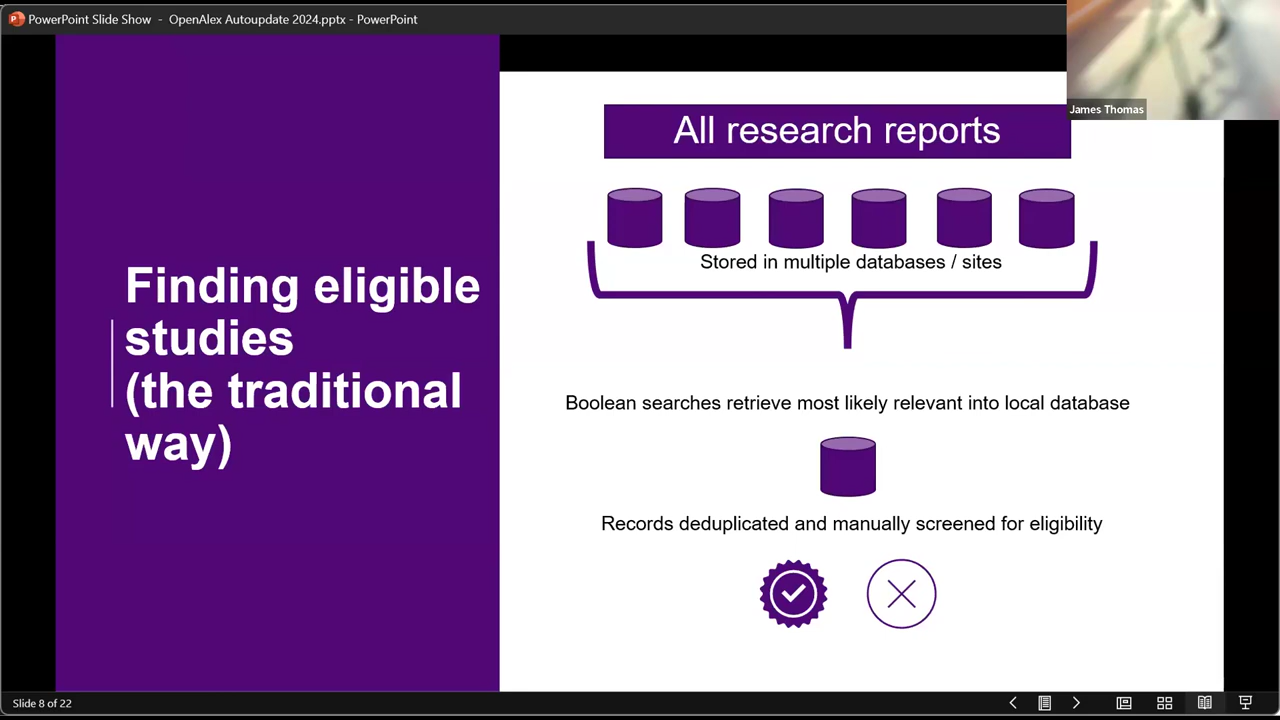 PowerPoint Slide Show - OpenAlex Autoupdate 2024.pptx - PowerPoint
James Thomas
All research reports
Stored in multiple databases / sites
Finding eligible
studies
(the traditional
way)
Boolean searches retrieve most likely relevant into local database
Records deduplicated and manually screened for eligibility
Slide 8 of 22